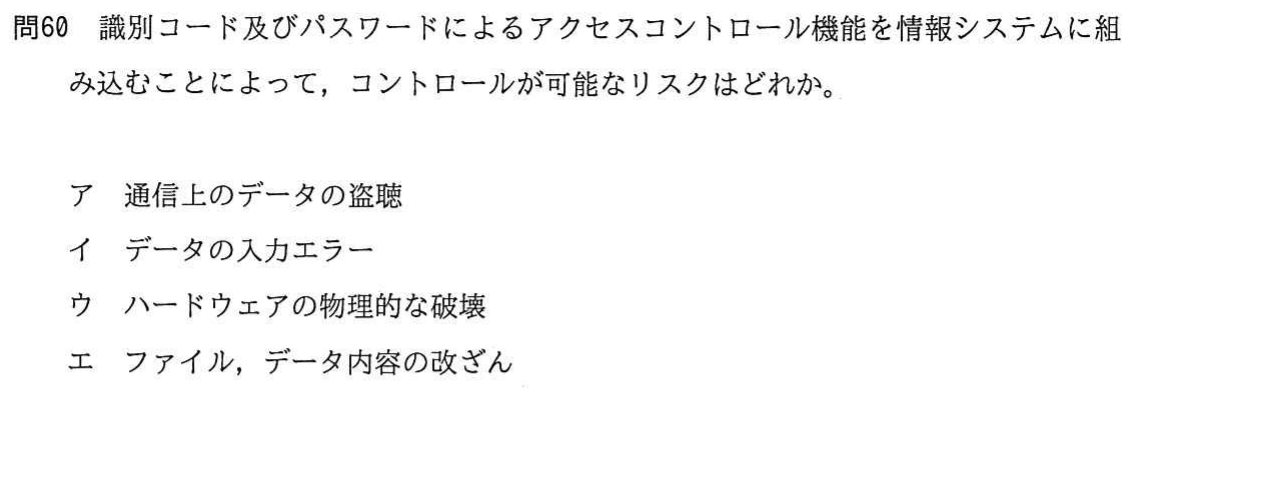 問60 識別コード及びパスワードによるアクセスコントロール機能を情報システムに組
み込むことによって，コントロールが可能なリスクはどれか。
ア 通信上のデータの盗聴
イ データの入力エラー
ウ ハードウェアの物理的な破壊
エ ファイル，データ内容の改ざん